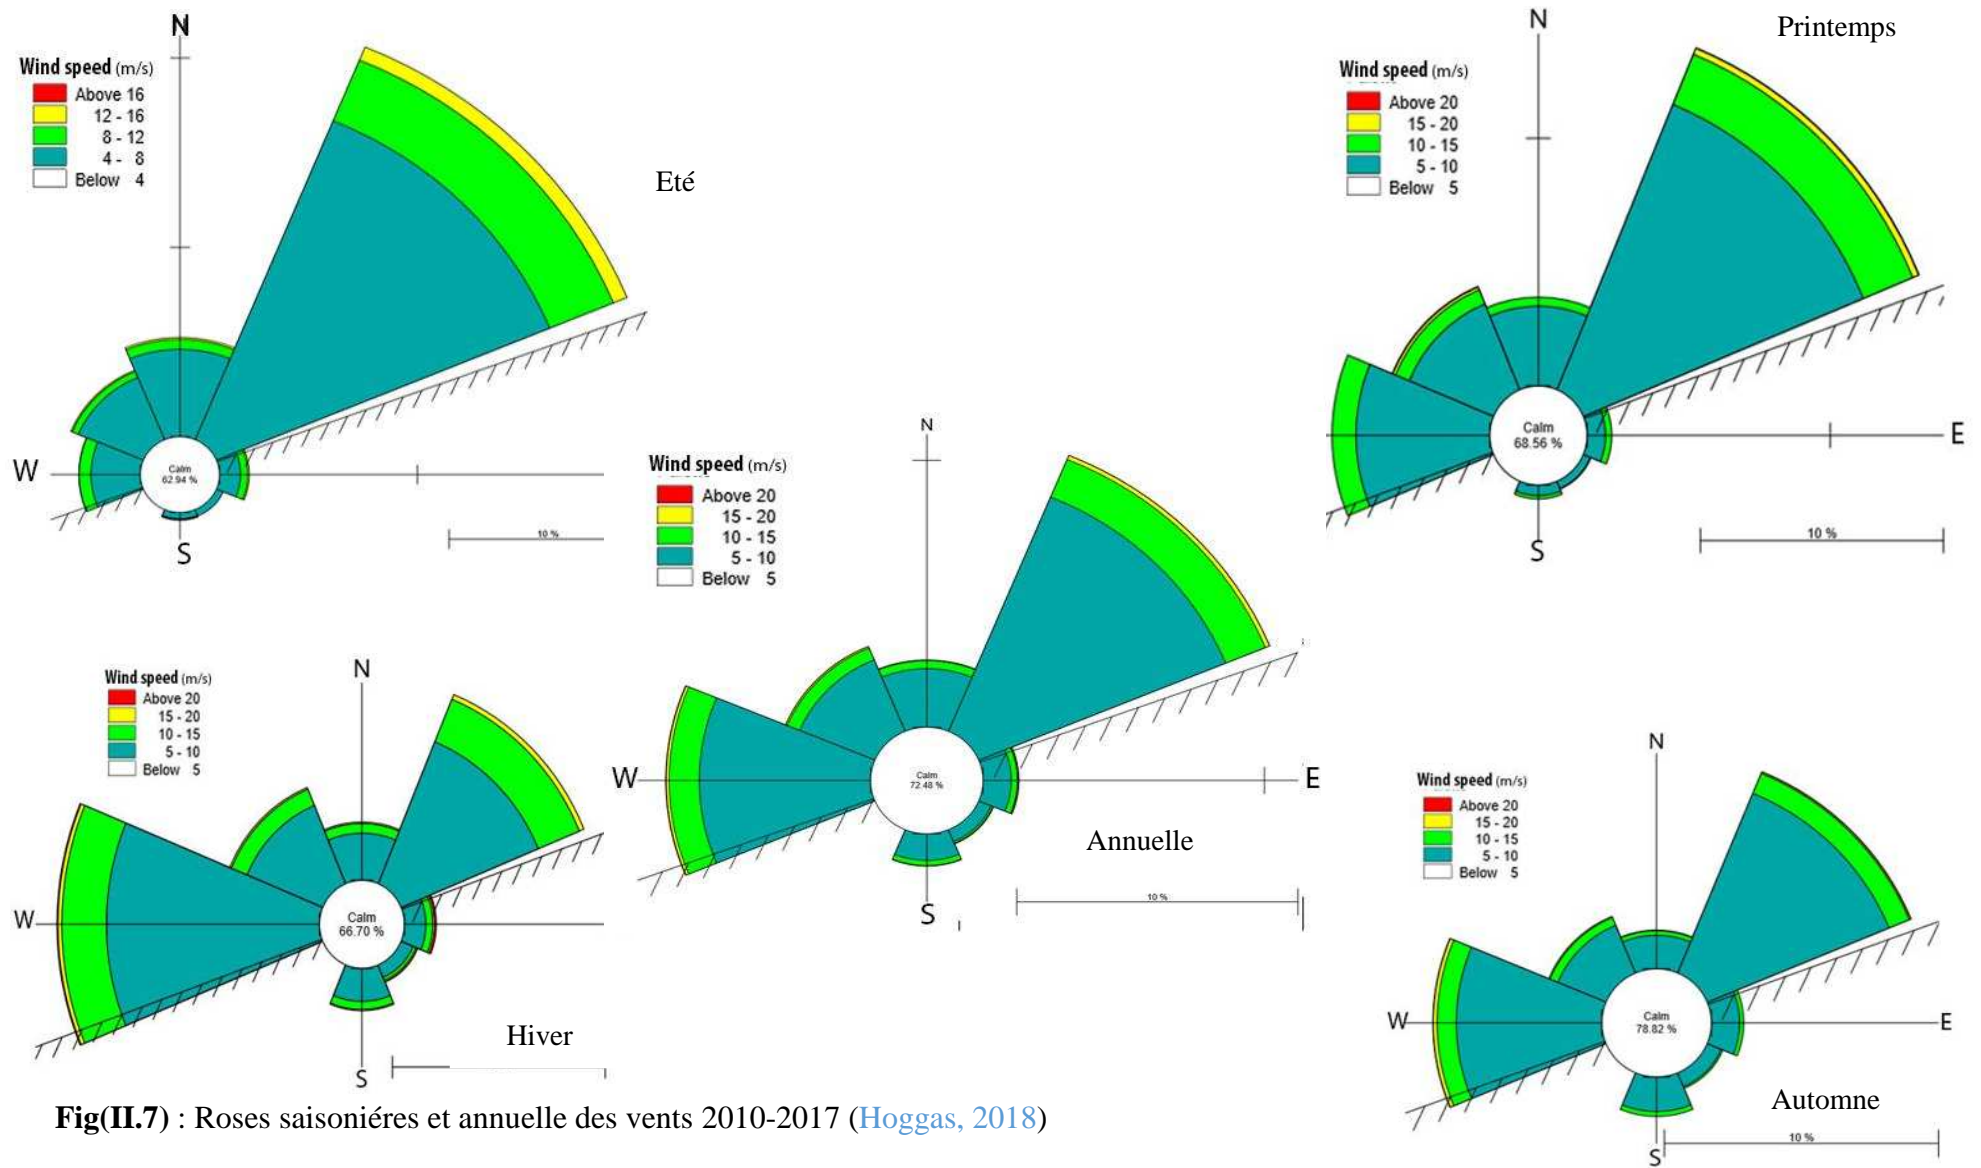 N
Wind speed (m/s)
Above 16
12 - 16
8 - 12
4 - 8
Below 4
Eté
W
Calm
62.94 %
S
10 %
N
Printemps
Wind speed (m/s)
Above 20
15 - 20
10 - 15
5 - 10
Below 5
Calm
68.56 %
E
S
10 %
N
Wind speed (m/s)
Above 20
15 - 20
10 - 15
5 - 10
Below 5
W
Calm
72.48 %
E
Annuelle
S
10 %
N
Wind speed (m/s)
Above 20
15 - 20
10 - 15
5 - 10
Below 5
W
Calm
66.70 %
Hiver
S
N
Wind speed (m/s)
Above 20
15 - 20
10 - 15
5 - 10
Below 5
W
Calm
78.82 %
E
Automne
S
10 %
Fig(II.7) : Roses saisoniéres et annuelle des vents 2010-2017 (Hoggas, 2018)